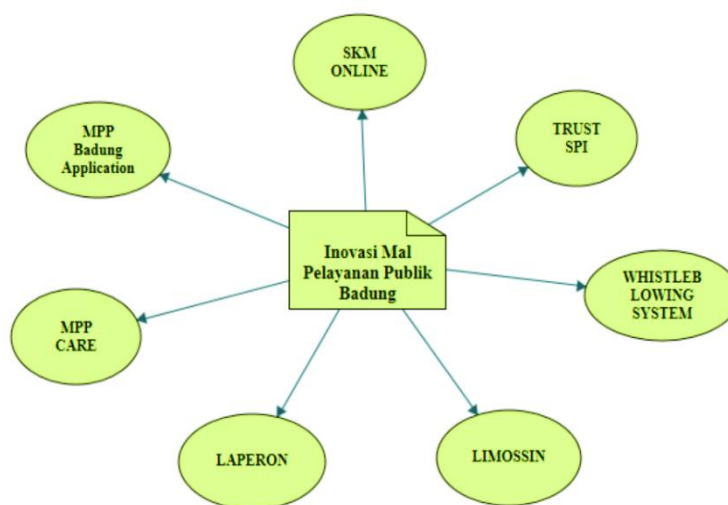 SKM
ONLINE
MPP
Badung
Application
TRUST
SPI
Inovasi Mal
Pelayanan Publik
Badung
WHISTLEB
LOWING
SYSTEM
MPP
CARE
LAPERON
LIMOSSIN